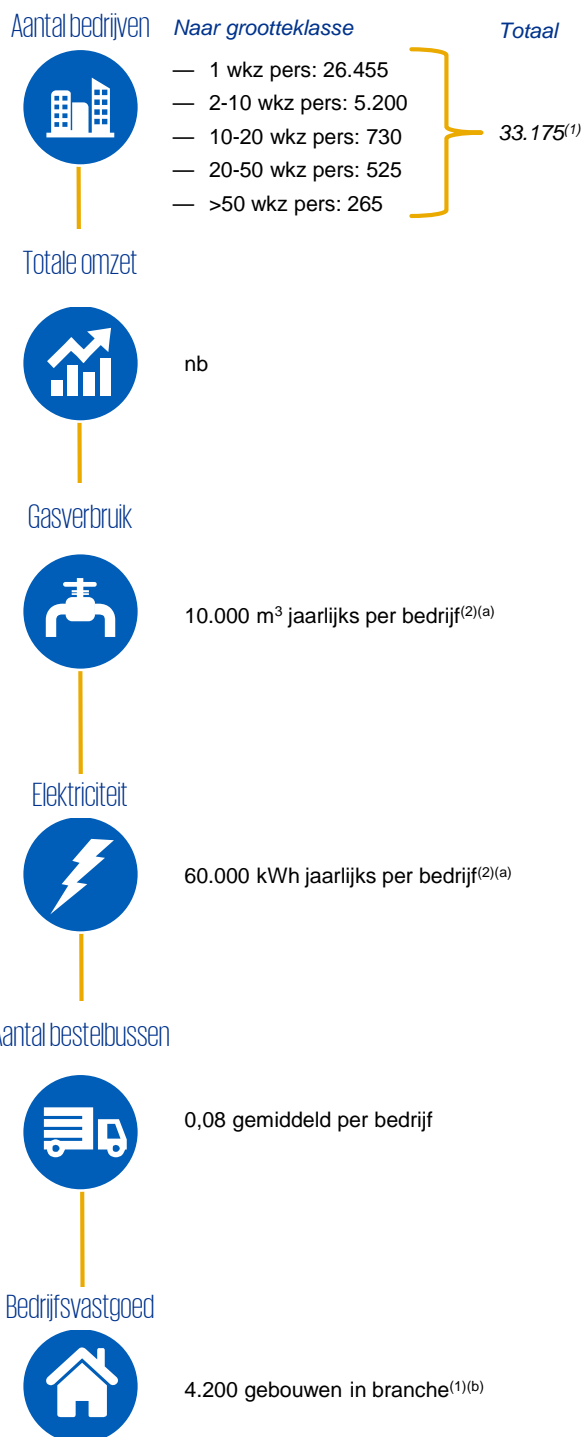 Aantal bedrijven Naar grootteklasse Totaal
— 1 wkz pers: 26.455
— 2-10 wkz pers: 5.200
— 10-20 wkz pers: 730 33.175(1)
— 20-50 wkz pers: 525
— >50 wkz pers: 265
Totale omzet
nb
Gasverbruik
10.000 m³ jaarlijks per bedrijf(2)(a)
Elektriciteit
60.000 kWh jaarlijks per bedrijf(2)(a)
Aantal bestelbussen
0,08 gemiddeld per bedrijf
Bedrijfsvastgoed
4.200 gebouwen in branche(1)(b)